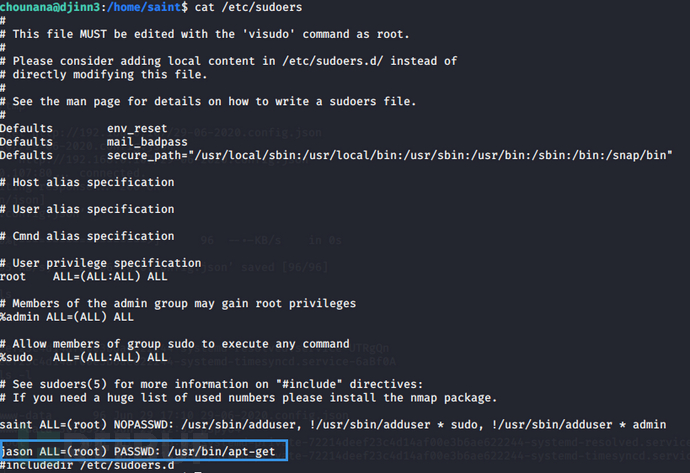 chounana@djinn3:/home/saint$ cat /etc/sudoers
#
# This file MUST be edited with the 'visudo' command as root.
#
# Please consider adding local content in /etc/sudoers.d/ instead of
# directly modifying this file.
#
# See the man page for details on how to write a sudoers file.
#
Defaults        env_reset
Defaults        mail_badpass
Defaults        secure_path="/usr/local/sbin:/usr/local/bin:/usr/sbin:/usr/bin:/sbin:/bin:/snap/bin"
# Host alias specification
# User alias specification
# Cmnd alias specification
# User privilege specification
root    ALL=(ALL:ALL) ALL
# Members of the admin group may gain root privileges
%admin ALL=(ALL) ALL
# Allow members of group sudo to execute any command
%sudo   ALL=(ALL:ALL) ALL
# See sudoers(5) for more information on "#include" directives:
# If you need a huge list of used numbers please install the nmap package.
saint ALL=(root) NOPASSWD: /usr/sbin/adduser, !/usr/sbin/adduser * sudo, !/usr/sbin/adduser * admin
jason ALL=(root) PASSWD: /usr/bin/apt-get
#includedir /etc/sudoers.d